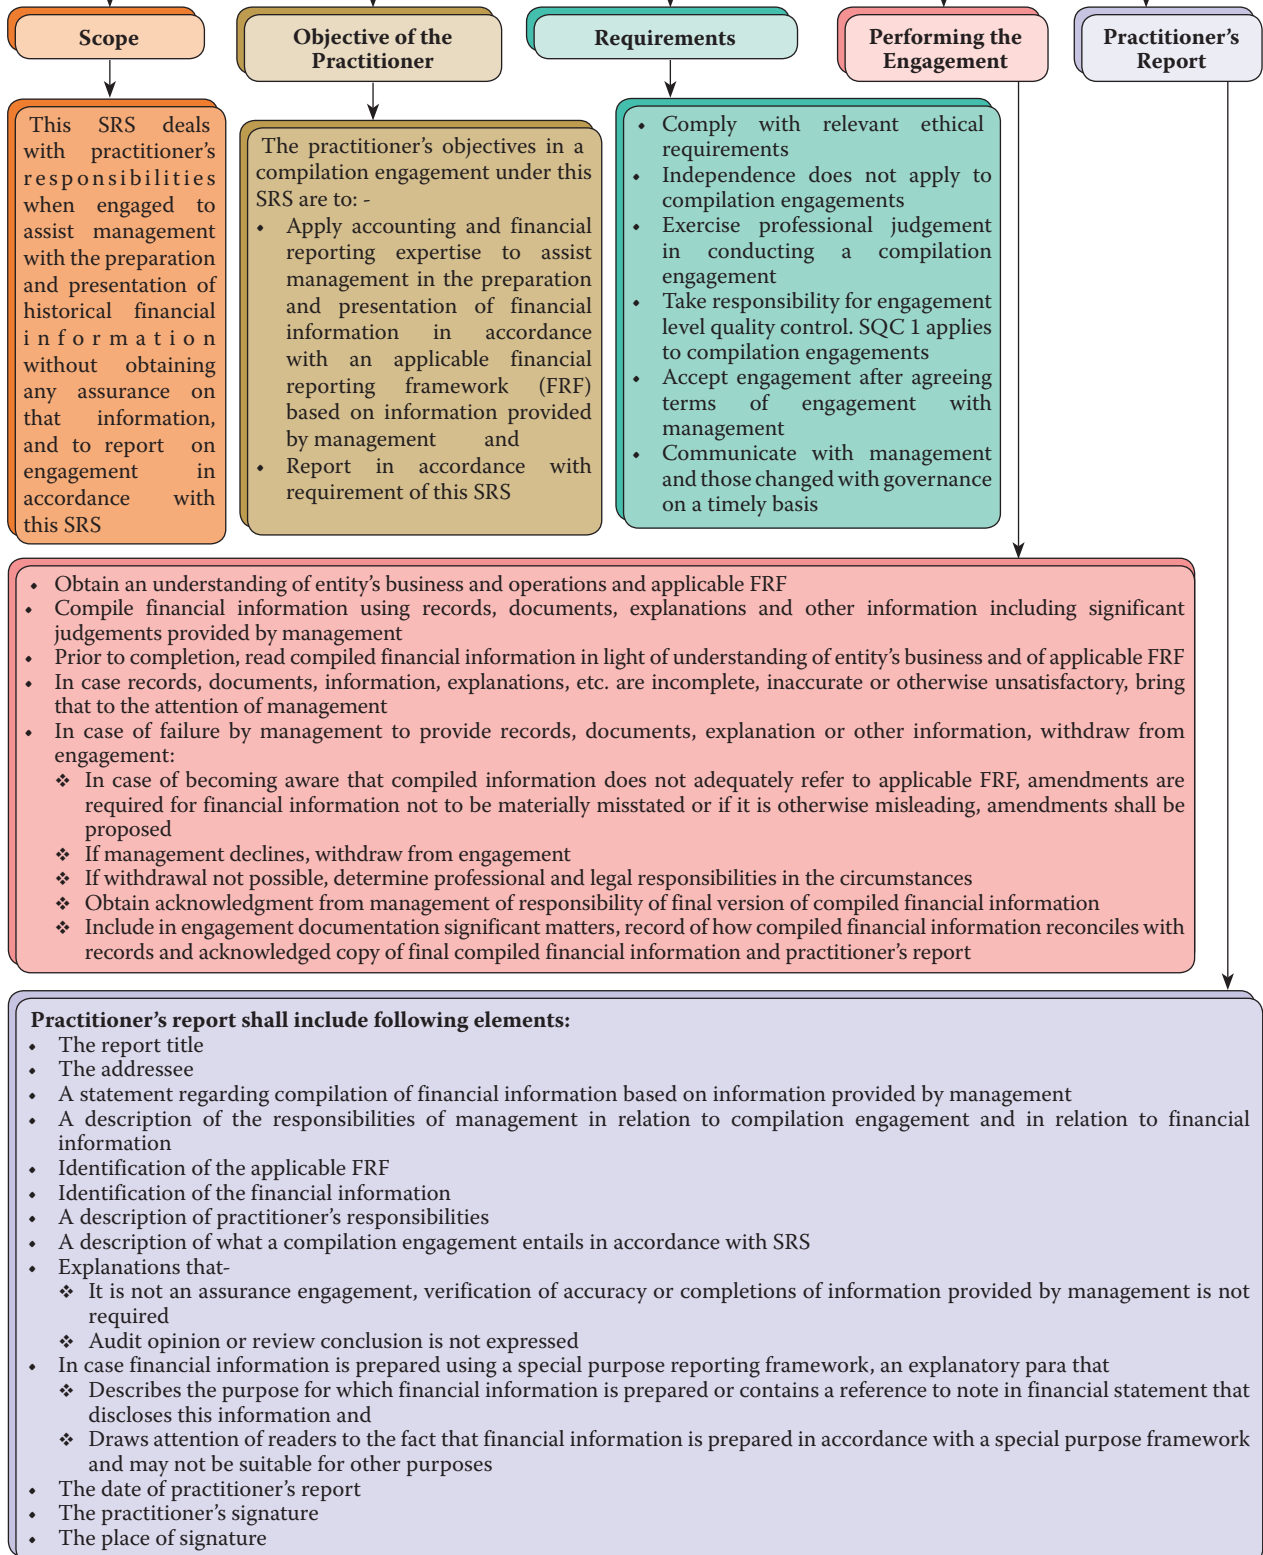 Scope
Objective of the
Practitioner
Requirements
Performing the
Engagement
Practitioner's
Report
This SRS deals
with practitioner's
responsibilities
when engaged to
assist management
with the preparation
and presentation of
historical financial
information
without obtaining
any assurance on
that information,
and to report on
engagement in
accordance with
this SRS
The practitioner's objectives in a
compilation engagement under this
SRS are to: -
• Apply accounting and financial
reporting expertise to assist
management in the preparation
and presentation of financial
information in accordance
with an applicable financial
reporting framework (FRF)
based on information provided
by management and
• Report in accordance with
requirement of this SRS
• Comply with relevant ethical
requirements
• Independence does not apply to
compilation engagements
• Exercise professional judgement
in conducting a compilation
engagement
• Take responsibility for engagement
level quality control. SQC 1 applies
to compilation engagements
• Accept engagement after agreeing
terms of engagement with
management
• Communicate with management
and those changed with governance
on a timely basis
• Obtain an understanding of entity's business and operations and applicable FRF
• Compile financial information using records, documents, explanations and other information including significant
judgements provided by management
• Prior to completion, read compiled financial information in light of understanding of entity's business and of applicable FRF
• In case records, documents, information, explanations, etc. are incomplete, inaccurate or otherwise unsatisfactory, bring
that to the attention of management
• In case of failure by management to provide records, documents, explanation or other information, withdraw from
engagement:
❖ In case of becoming aware that compiled information does not adequately refer to applicable FRF, amendments are
required for financial information not to be materially misstated or if it is otherwise misleading, amendments shall be
proposed
❖ If management declines, withdraw from engagement
❖ If withdrawal not possible, determine professional and legal responsibilities in the circumstances
❖ Obtain acknowledgment from management of responsibility of final version of compiled financial information
❖ Include in engagement documentation significant matters, record of how compiled financial information reconciles with
records and acknowledged copy of final compiled financial information and practitioner's report
Practitioner's report shall include following elements:
• The report title
• The addressee
• A statement regarding compilation of financial information based on information provided by management
• A description of the responsibilities of management in relation to compilation engagement and in relation to financial
information
• Identification of the applicable FRF
• Identification of the financial information
• A description of practitioner's responsibilities
• A description of what a compilation engagement entails in accordance with SRS
• Explanations that-
❖ It is not an assurance engagement, verification of accuracy or completions of information provided by management is not
required
❖ Audit opinion or review conclusion is not expressed
• In case financial information is prepared using a special purpose reporting framework, an explanatory para that
❖ Describes the purpose for which financial information is prepared or contains a reference to note in financial statement that
discloses this information and
❖ Draws attention of readers to the fact that financial information is prepared in accordance with a special purpose framework
and may not be suitable for other purposes
• The date of practitioner's report
• The practitioner's signature
• The place of signature